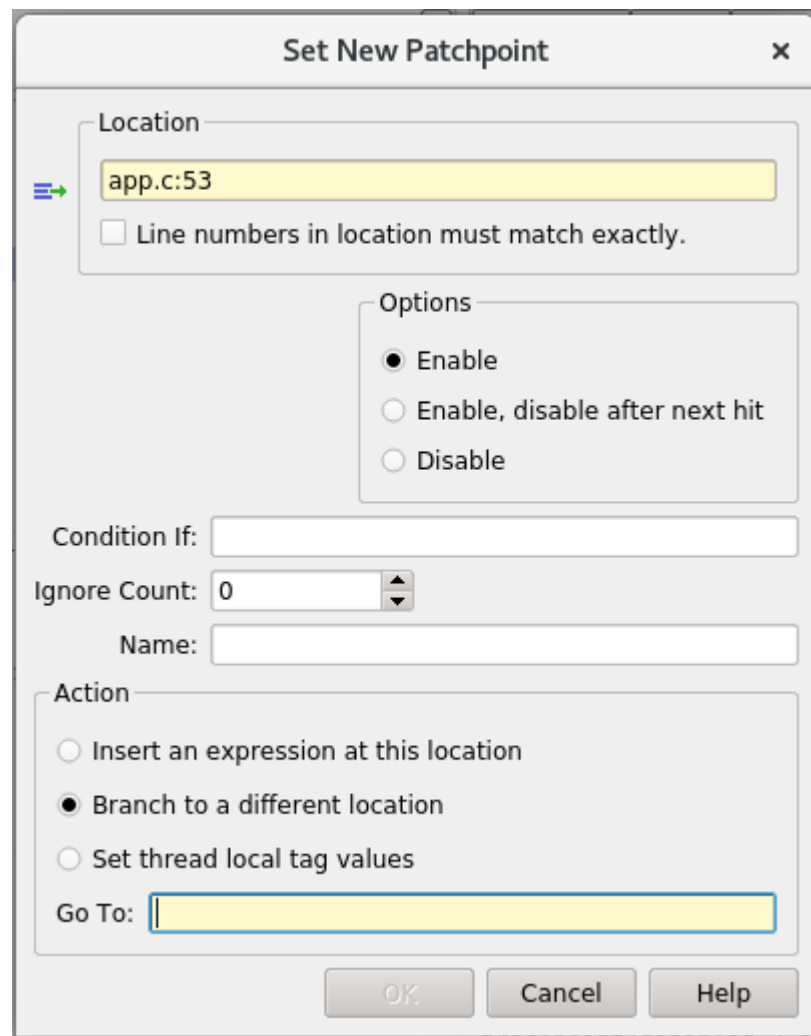 Set New Patchpoint
Location
app.c:53
Line numbers in location must match exactly.
Options
Enable
Enable, disable after next hit
Disable
Condition If:
Ignore Count: 0
Name:
Action
Insert an expression at this location
Branch to a different location
Set thread local tag values
Go To:
OK Cancel Help